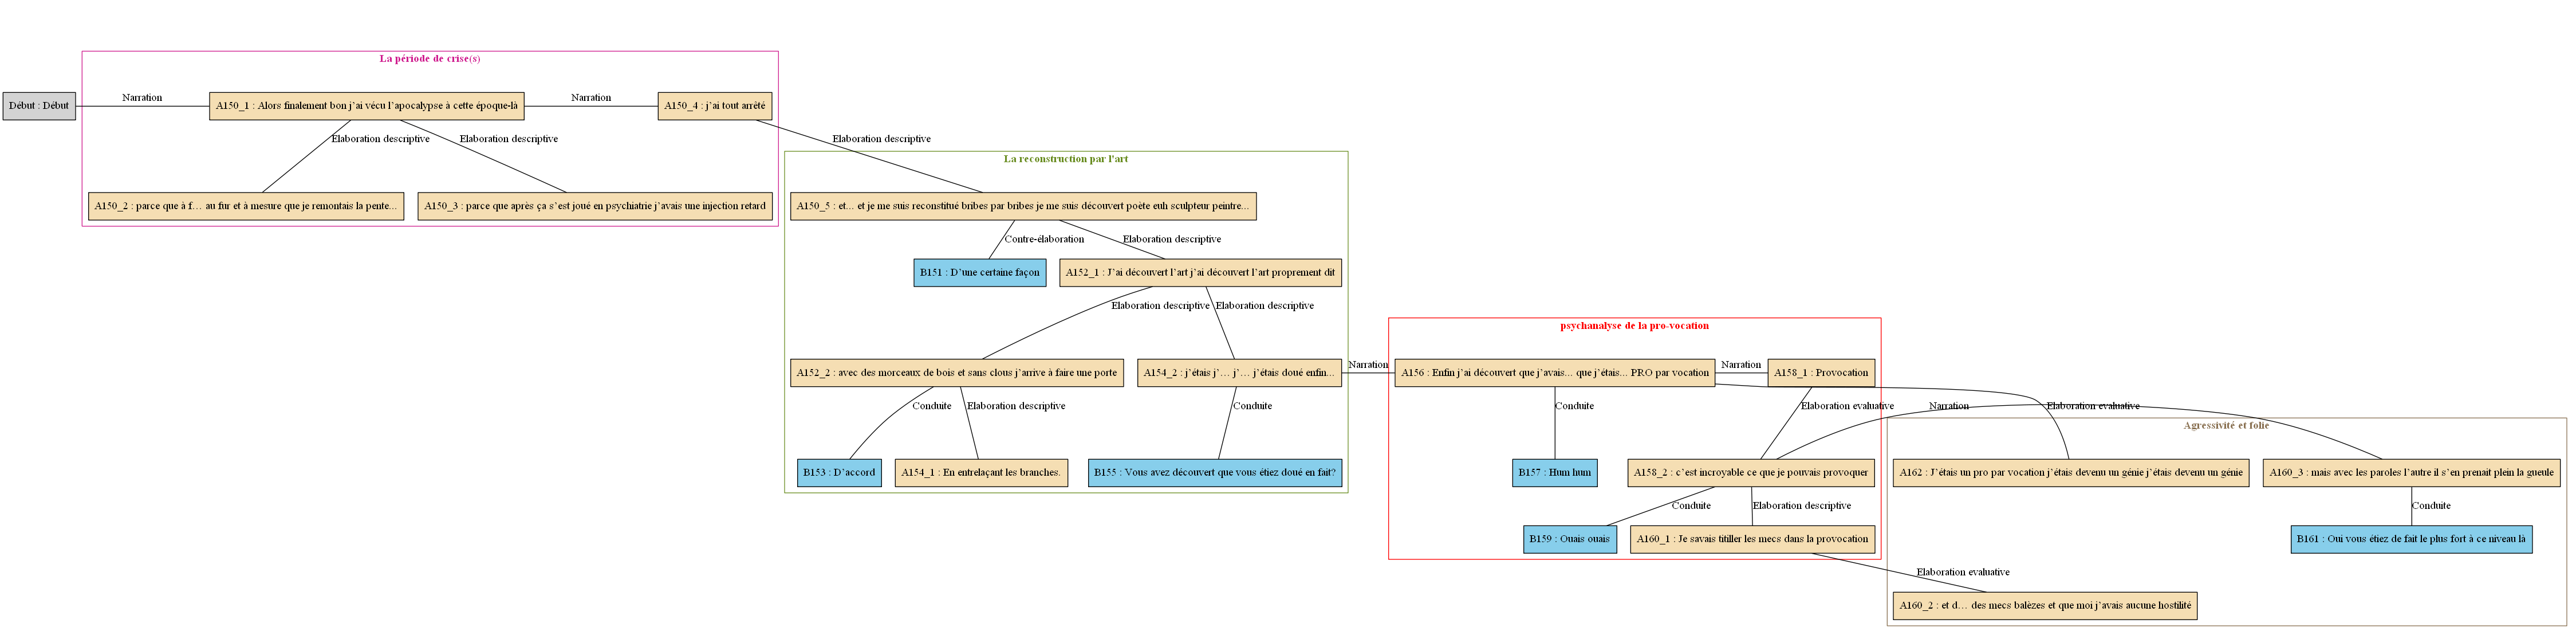 La période de crise(s)
Début : Début
Narration
A150_1 : Alors finalement bon j'ai vécu l'apocalypse à cette époque-là
Narration
A150_4 : j'ai tout arrêté
Elaboration descriptive
Elaboration descriptive
Elaboration descriptive
A150_2 : parce que à f… au fur et à mesure que je remontais la pente...
A150_3 : parce que après ça s'est joué en psychiatrie j'avais une injection retard
La reconstruction par l'art
A150_5 : et... et je me suis reconstitué bribes par bribes je me suis découvert poète euh sculpteur peintre...
Contre-élaboration
Elaboration descriptive
B151 : D'une certaine façon
A152_1 : J'ai découvert l'art j'ai découvert l'art proprement dit
Elaboration descriptive
Elaboration descriptive
A152_2 : avec des morceaux de bois et sans clous j'arrive à faire une porte
A154_2 : j'étais j'… j'… j'étais doué enfin...
Conduite
Elaboration descriptive
Conduite
B153 : D'accord
A154_1 : En entrelaçant les branches.
B155 : Vous avez découvert que vous étiez doué en fait?
Narration
psychanalyse de la pro-vocation
A156 : Enfin j'ai découvert que j'avais... que j'étais... PRO par vocation
Narration
A158_1 : Provocation
Conduite
Elaboration evaluative
Narration
Elaboration evaluative
B157 : Hum hum
A158_2 : c'est incroyable ce que je pouvais provoquer
Conduite
Elaboration descriptive
B159 : Ouais ouais
A160_1 : Je savais titiller les mecs dans la provocation
Elaboration evaluative
Agressivité et folie
A162 : J'étais un pro par vocation j'étais devenu un génie j'étais devenu un génie
A160_3 : mais avec les paroles l'autre il s'en prenait plein la gueule
Conduite
B161 : Oui vous étiez de fait le plus fort à ce niveau là
A160_2 : et d… des mecs balèzes et que moi j'avais aucune hostilité